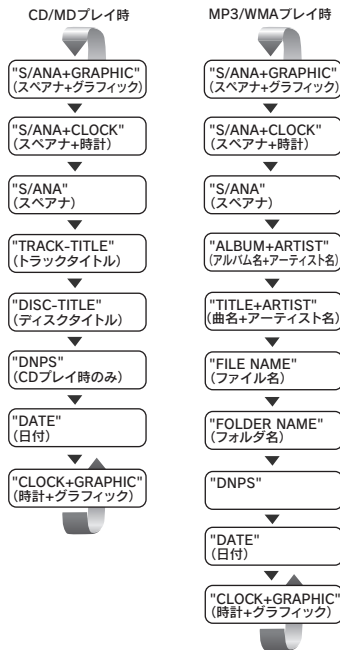 CD/MDプレイ時
"S/ANA+GRAPHIC"
(スペアナ+グラフィック)
"S/ANA+CLOCK"
(スペアナ+時計)
"S/ANA"
(スペアナ)
"TRACK-TITLE"
(トラックタイトル)
"DISC-TITLE"
(ディスクタイトル)
"DNPS"
(CDプレイ時のみ)
"DATE"
(日付)
"CLOCK+GRAPHIC"
(時計+グラフィック)
MP3/WMAプレイ時
"S/ANA+GRAPHIC"
(スペアナ+グラフィック)
"S/ANA+CLOCK"
(スペアナ+時計)
"S/ANA"
(スペアナ)
"ALBUM+ARTIST"
(アルバム名+アーティスト名)
"TITLE+ARTIST"
(曲名+アーティスト名)
"FILE NAME"
(ファイル名)
"FOLDER NAME"
(フォルダ名)
"DNPS"
"DATE"
(日付)
"CLOCK+GRAPHIC"
(時計+グラフィック)